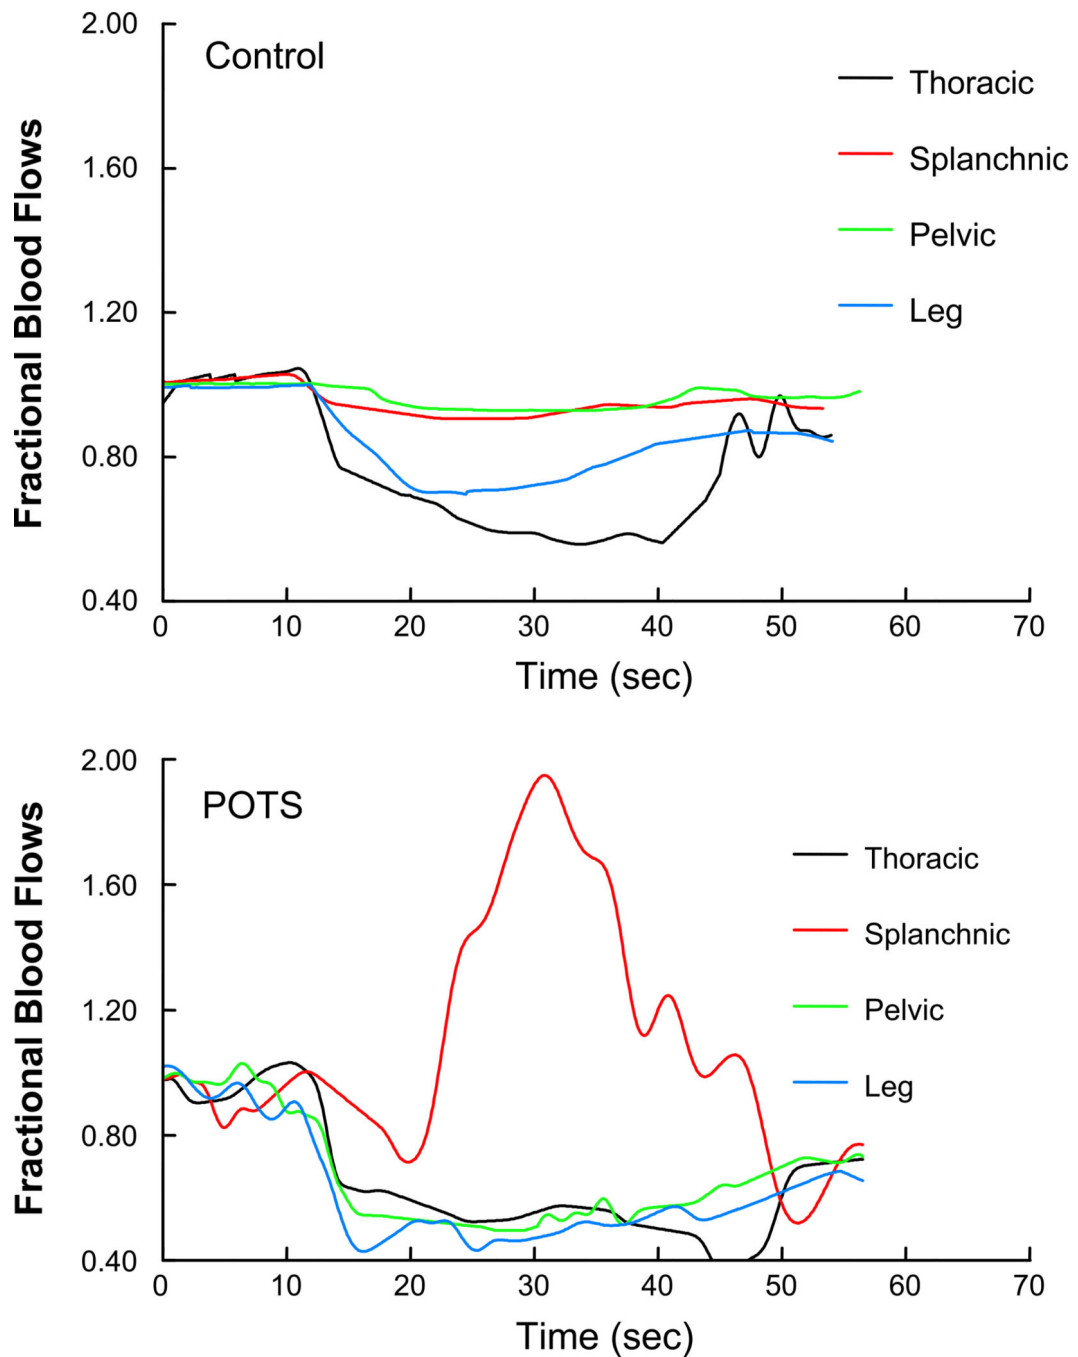 2.00
Control
Thoracic
1.60
Splanchnic
Pelvic
1.20
Leg
0.80
0.40
0 10 20 30 40 50 60 70
Time (sec)
Fractional Blood Flows
2.00
POTS
Thoracic
1.60
Splanchnic
1.20
Pelvic
Leg
0.80
0.40
0 10 20 30 40 50 60 70
Time (sec)
Fractional Blood Flows